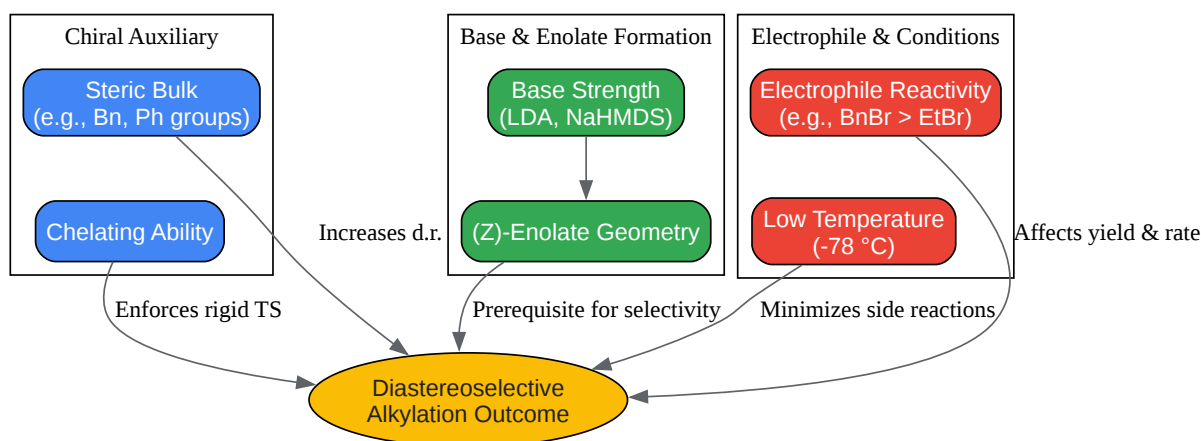 Chiral Auxiliary
Steric Bulk
(e.g., Bn, Ph groups)
Chelating Ability
Base & Enolate Formation
Base Strength
(LDA, NaHMDS)
(Z)-Enolate Geometry
Electrophile & Conditions
Electrophile Reactivity
(e.g., BnBr > EtBr)
Low Temperature
(-78 °C)
Increases d.r.
Affects yield & rate
Enforces rigid TS
Prerequisite for selectivity
Minimizes side reactions
Diastereoselective
Alkylation Outcome